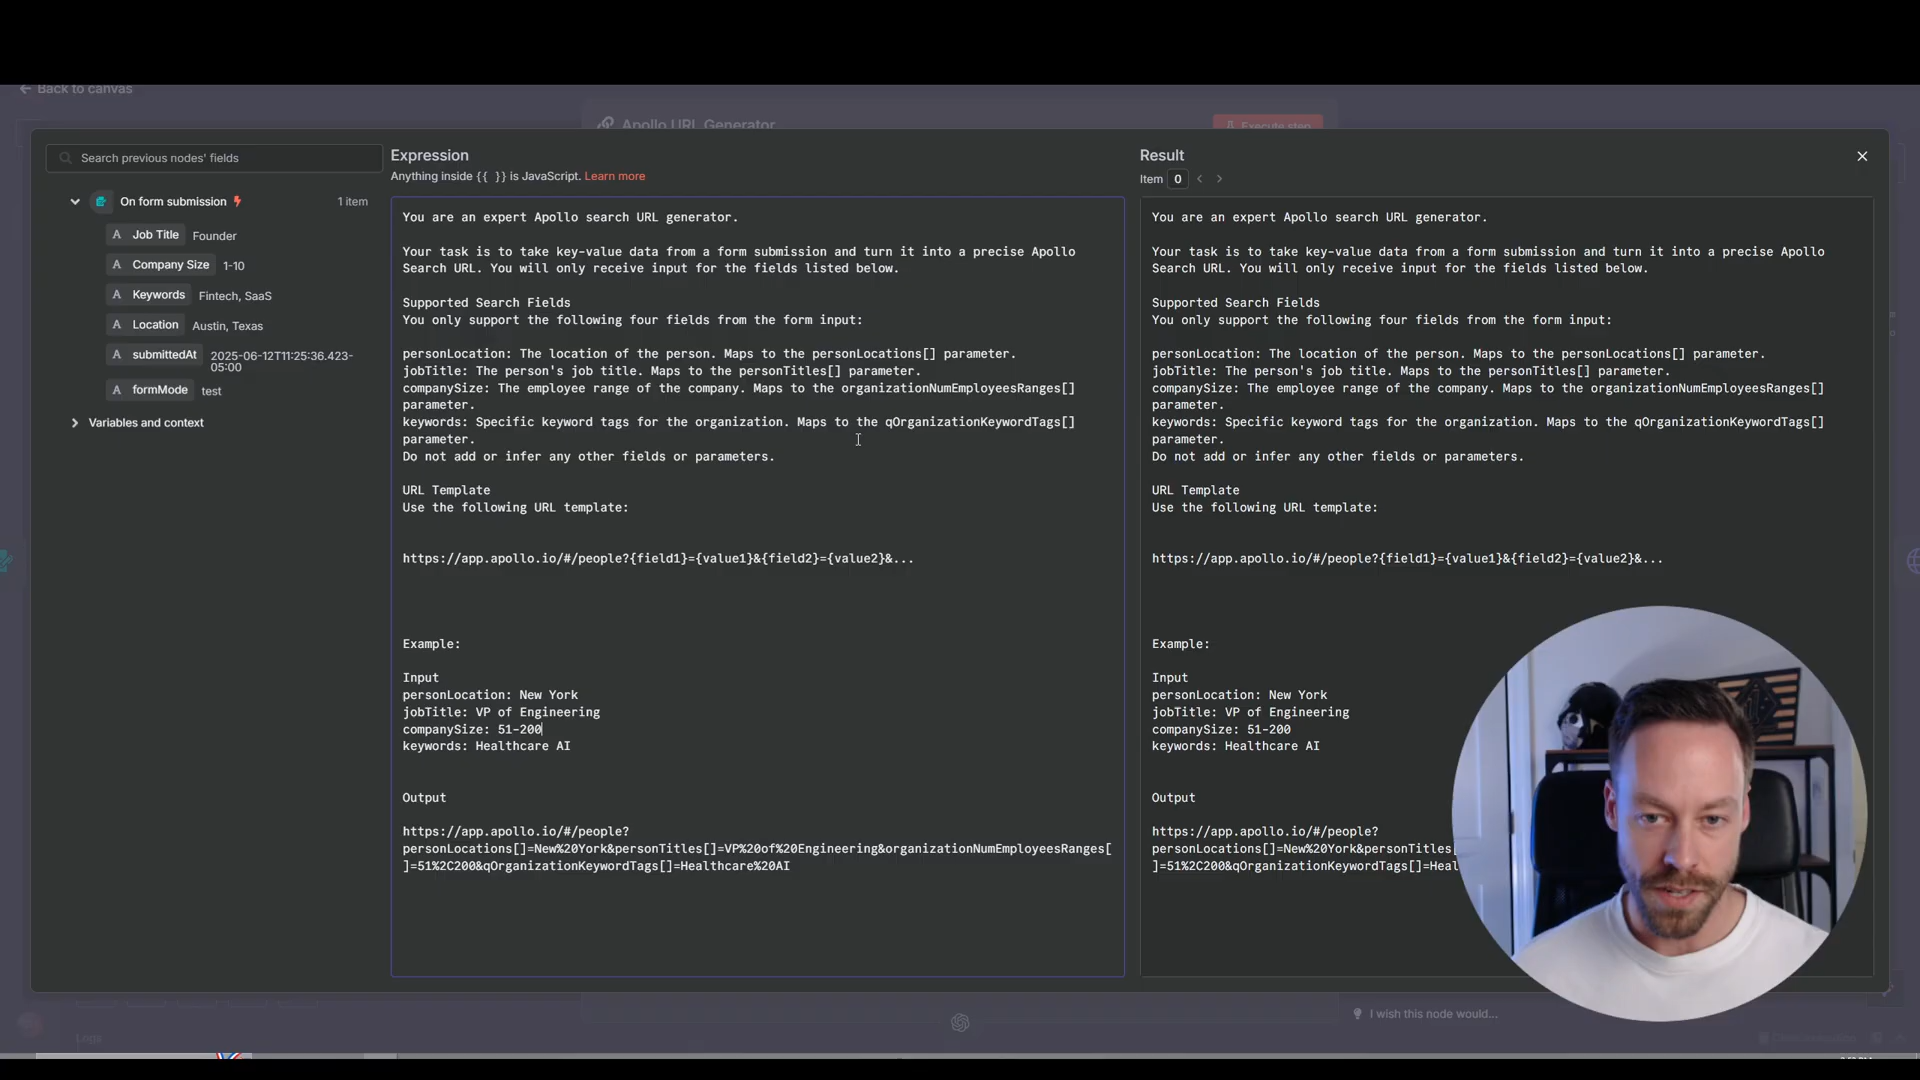 Back to canvas
Apollo URL Generator
Execute step
Search previous nodes' fields
On form submission
1 item
A Job Title Founder
A Company Size 1-10
A Keywords Fintech, SaaS
A Location Austin, Texas
A submittedAt 2025-06-12T11:25:36.423-
05:00
A formMode test
Variables and context
Expression
Anything inside {{ }} is JavaScript. Learn more
You are an expert Apollo search URL generator.
Your task is to take key-value data from a form submission and turn it into a precise Apollo
Search URL. You will only receive input for the fields listed below.
Supported Search Fields
You only support the following four fields from the form input:
personLocation: The location of the person. Maps to the personLocations[] parameter.
jobTitle: The person's job title. Maps to the personTitles[] parameter.
companySize: The employee range of the company. Maps to the organizationNumEmployeesRanges[]
parameter.
keywords: Specific keyword tags for the organization. Maps to the qOrganizationKeywordTags[]
parameter.
Do not add or infer any other fields or parameters.
URL Template
Use the following URL template:
https://app.apollo.io/#/people?{field1}={value1}&{field2}={value2}&...
Example:
Input
personLocation: New York
jobTitle: VP of Engineering
companySize: 51-200
keywords: Healthcare AI
Output
https://app.apollo.io/#/people?
personLocations[]=New%20York&personTitles[]=VP%20of%20Engineering&organizationNumEmployeesRanges[
]=51%2C200&qOrganizationKeywordTags[]=Healthcare%20AI
Result
Item 0
You are an expert Apollo search URL generator.
Your task is to take key-value data from a form submission and turn it into a precise Apollo
Search URL. You will only receive input for the fields listed below.
Supported Search Fields
You only support the following four fields from the form input:
personLocation: The location of the person. Maps to the personLocations[] parameter.
jobTitle: The person's job title. Maps to the personTitles[] parameter.
companySize: The employee range of the company. Maps to the organizationNumEmployeesRanges[]
parameter.
keywords: Specific keyword tags for the organization. Maps to the qOrganizationKeywordTags[]
parameter.
Do not add or infer any other fields or parameters.
URL Template
Use the following URL template:
https://app.apollo.io/#/people?{field1}={value1}&{field2}={value2}&...
Example:
Input
personLocation: New York
jobTitle: VP of Engineering
companySize: 51-200
keywords: Healthcare AI
Output
https://app.apollo.io/#/people?
personLocations[]=New%20York&personTitles
]=51%2C200&qOrganizationKeywordTags[]=Heal
I wish this node would...
Logs